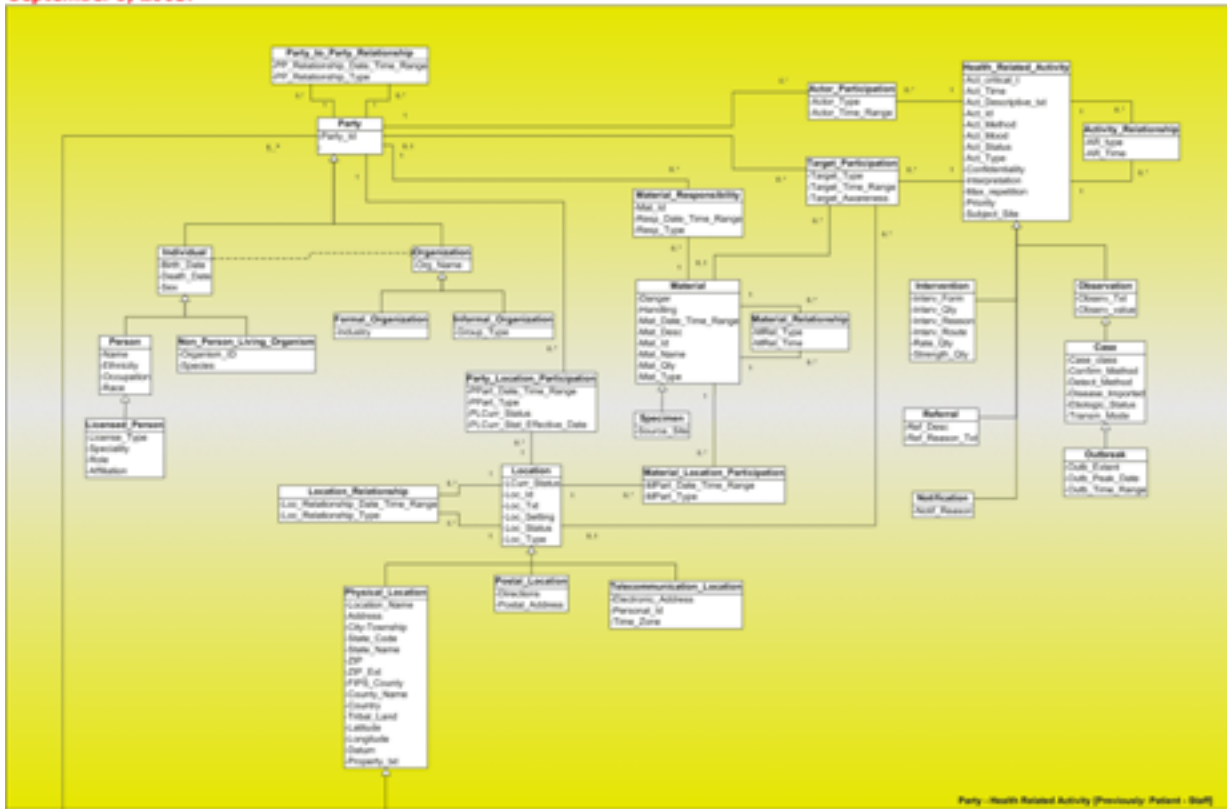 Party_to_Party_Relationship
-PP_Relationship_Date_Time_Range
-PP_Relationship_Type
Party
-Party_Id
Individual
-Birth_Date
-Death_Date
-Sex
Organization
-Org_Name
Person
-Name
-Ethnicity
-Occupation
-Race
Non_Person_Living_Organism
-Organism_ID
-Species
Licensed_Person
-License_Type
-Speciality
-Role
-Affiliation
Formal_Organization
-Industry
Informal_Organization
-Group_Type
Party_Location_Participation
-PPart_Date_Time_Range
-PPart_Type
-PLCurr_Status
-PLCurr_Stat_Effective_Date
Location_Relationship
-Loc_Relationship_Date_Time_Range
-Loc_Relationship_Type
Location
-LCurr_Status
-Loc_Id
-Loc_Txt
-Loc_Setting
-Loc_Status
-Loc_Type
Physical_Location
-Location_Name
-Address
-City-Township
-State_Code
-State_Name
-ZIP
-ZIP_Ext
-FIPS_County
-County_Name
-Country
-Tribal_Land
-Latitude
-Longitude
-Datum
-Property_txt
Postal_Location
-Directions
-Postal_Address
Telecommunication_Location
-Electronic_Address
-Personal_Id
-Time_Zone
Material_Responsibility
-Mat_Id
-Resp_Date_Time_Range
-Resp_Type
Material
-Danger
-Handling
-Mat_Date_Time_Range
-Mat_Desc
-Mat_Id
-Mat_Name
-Mat_Qty
-Mat_Type
Material_Relationship
-MRel_Type
-MRel_Time
Specimen
-Source_Site
Material_Location_Participation
-MPart_Date_Time_Range
-MPart_Type
Actor_Participation
-Actor_Type
-Actor_Time_Range
Target_Participation
-Target_Type
-Target_Time_Range
-Target_Awareness
Health_Related_Activity
-Act_critical_t
-Act_Time
-Act_Descriptive_txt
-Act_Id
-Act_Method
-Act_Mood
-Act_Status
-Act_Type
-Confidentiality
-Interpretation
-Max_repetition
-Priority
-Subject_Site
Activity_Relationship
-AR_type
-AR_Time
Intervention
-Interv_Form
-Interv_Qty
-Interv_Reason
-Interv_Route
-Rate_Qty
-Strength_Qty
Observation
-Observ_Txt
-Observ_value
Case
-Case_class
-Confirm_Method
-Detect_Method
-Disease_Imported
-Etiologic_Status
-Transm_Mode
Outbreak
-Outb_Extent
-Outb_Peak_Date
-Outb_Time_Range
Referral
-Ref_Desc
-Ref_Reason_Txt
Notification
-Notif_Reason
Party - Health Related Activity [Previously: Patient - Staff]